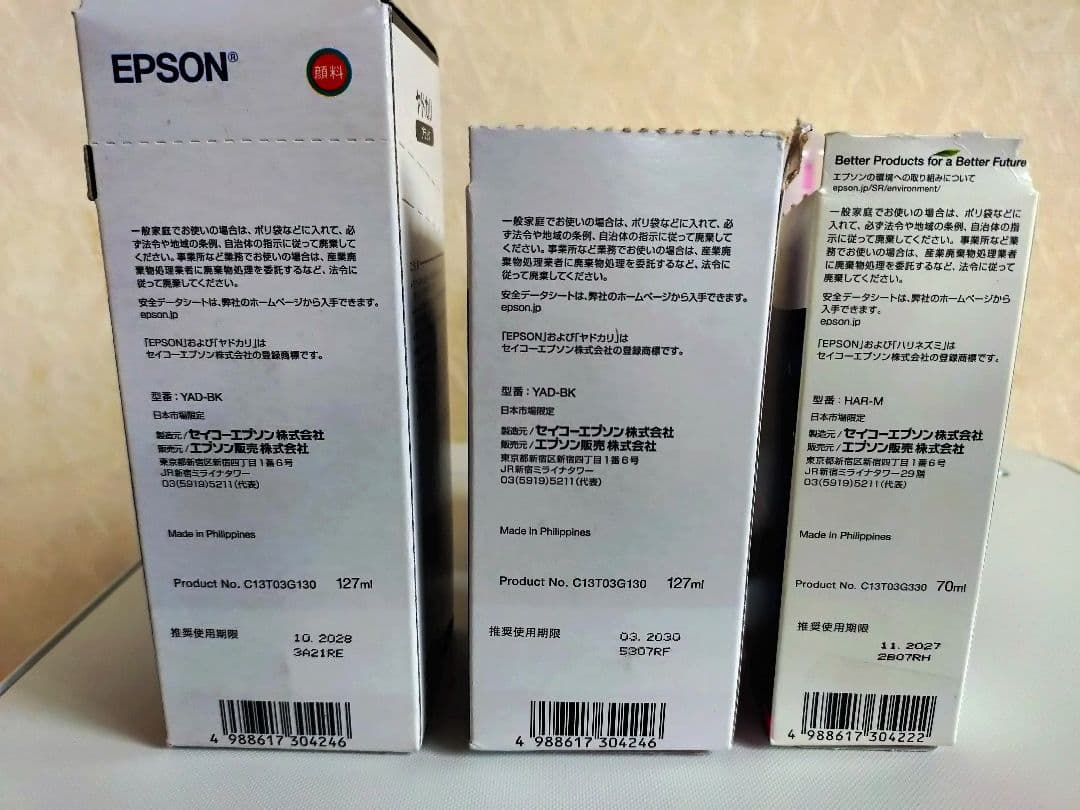 EPSON®
顔料
ヤドカリ
一般家庭でお使いの場合は、ポリ袋などに入れて、必
ず法令や地域の条例、自治体の指示に従って廃棄して
ください。事業所など業務でお使いの場合は、産業廃
棄物処理業者に廃棄物処理を委託するなど、法令に
従って廃棄してください。
安全データシートは、弊社のホームページから入手できます。
epson.jp
「EPSON」および「ヤドカリ」は
セイコーエプソン株式会社の登録商標です。
型番：YAD-BK
日本市場限定
製造元/セイコーエプソン株式会社
販売元/エプソン販売 株式会社
東京都新宿区新宿四丁目1番6号
JR新宿ミライナタワー
03(5919)5211(代表)
Made in Philippines
Product No. C13T03G130 127ml
推奨使用期限
10. 2028
3A21RE
4 988617 304246
一般家庭でお使いの場合は、ポリ袋などに入れて、必
ず法令や地域の条例、自治体の指示に従って廃棄して
ください。事業所など業務でお使いの場合は、産業廃
棄物処理業者に廃棄物処理を委託するなど、法令に
従って廃棄してください。
安全データシートは、弊社のホームページから入手できます。
epson.jp
「EPSON」および「ヤドカリ」は
セイコーエプソン株式会社の登録商標です。
型番：YAD-BK
日本市場限定
製造元/セイコーエプソン株式会社
販売元/エプソン販売 株式会社
東京都新宿区新宿四丁目1番6号
JR新宿ミライナタワー
03(5919)5211(代表)
Made in Philippines
Product No. C13T03G130 127ml
推奨使用期限
03. 2030
5307RF
4 988617 304246
Better Products for a Better Future
エプソンの環境への取り組みについて
epson.jp/SR/environment/
一般家庭でお使いの場合は、ポリ袋などに
入れて、必ず法令や地域の条例、自治体の指
示に従って廃棄してください。事業所など業
務でお使いの場合は、産業廃棄物処理業者
に廃棄物処理を委託するなど、法令に従って
廃棄してください。
安全データシートは、弊社のホームページから
入手できます。
epson.jp
「EPSON」および「ハリネズミ」は
セイコーエプソン株式会社の登録商標です。
型番：HAR-M
日本市場限定
製造元/セイコーエプソン株式会社
販売元/エプソン販売 株式会社
東京都新宿区新宿四丁目1番6号
JR新宿ミライナタワー29階
03(5919)5211(代表)
Made in Philippines
Product No. C13T03G330 70ml
推奨使用期限
11. 2027
2B07RH
4 988617 304222